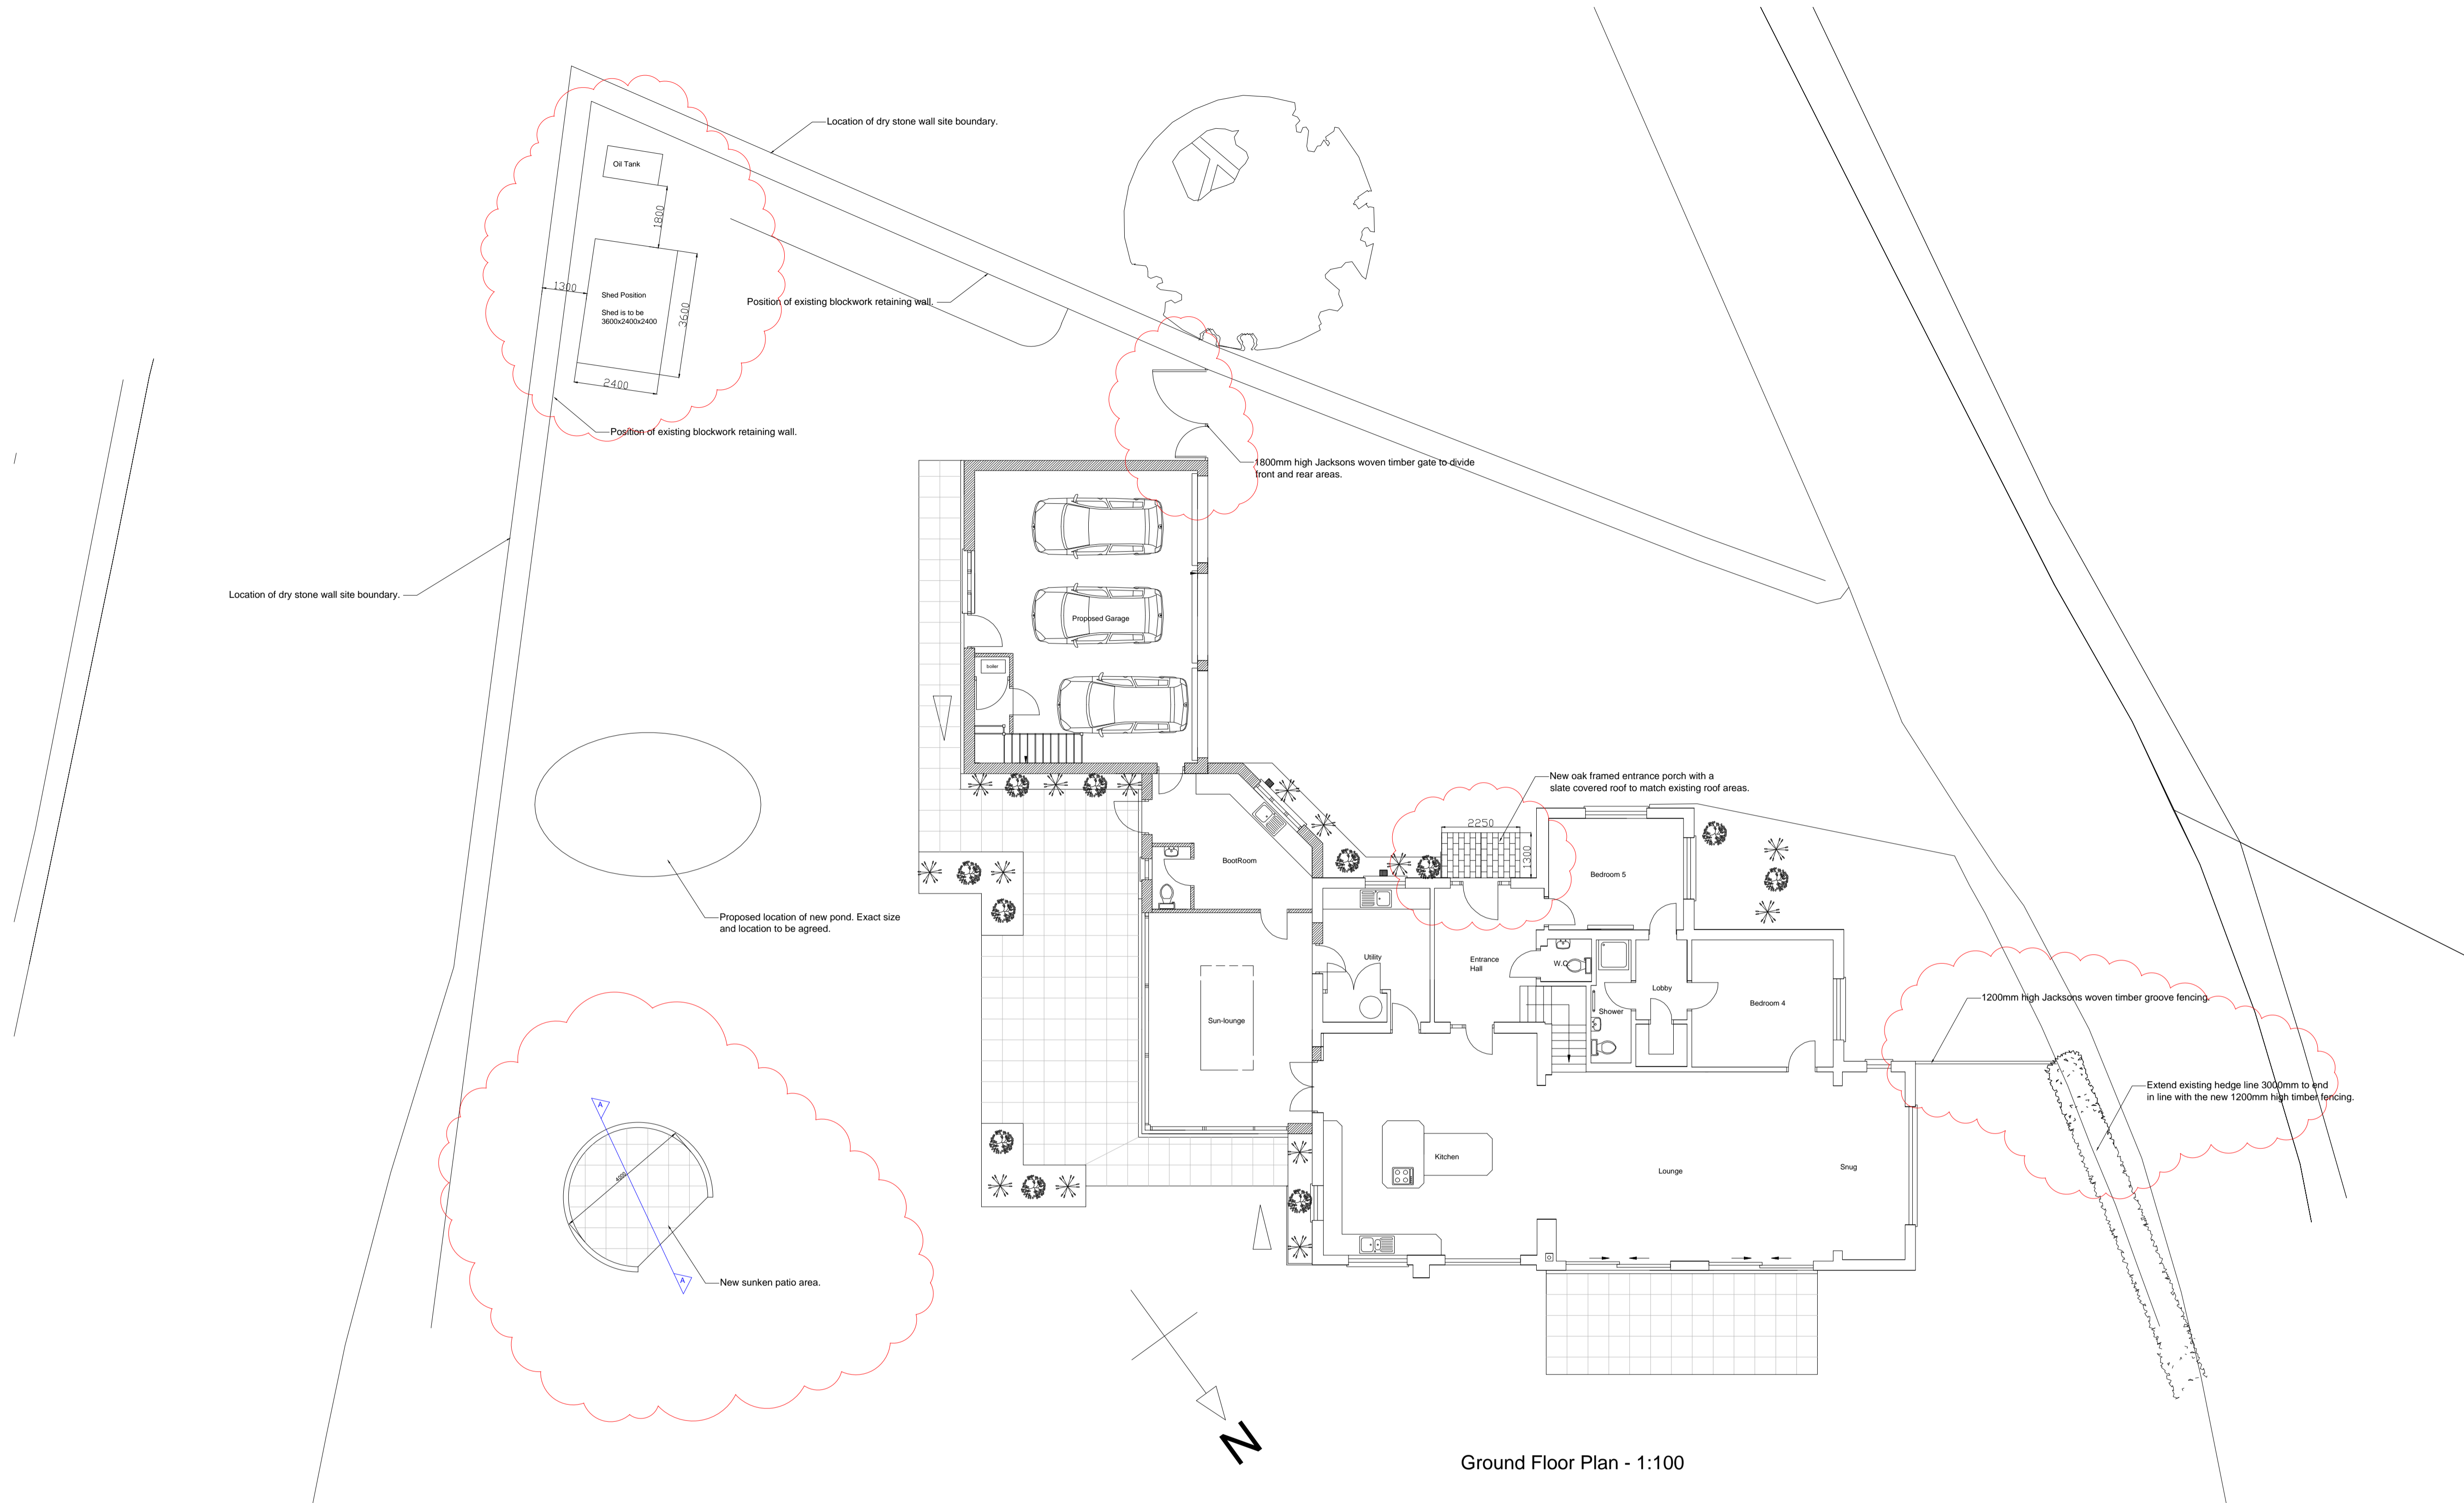 Location of dry stone wall site boundary.
Oil Tank
1800
1300
Shed Position
Shed is to be
3600x2400x2400
3600
2400
Position of existing blockwork retaining wall.
Position of existing blockwork retaining wall.
1800mm high Jacksons woven timber gate to divide
front and rear areas.
Location of dry stone wall site boundary.
Proposed Garage
boiler
New oak framed entrance porch with a
slate covered roof to match existing roof areas.
2250
1300
BootRoom
Bedroom 5
Proposed location of new pond. Exact size
and location to be agreed.
Utility
Entrance
Hall
W.C
Lobby
Bedroom 4
Shower
Sun-lounge
1200mm high Jacksons woven timber groove fencing.
Extend existing hedge line 3000mm to end
in line with the new 1200mm high timber fencing.
A
4050
A
New sunken patio area.
Kitchen
Lounge
Snug
N
Ground Floor Plan - 1:100